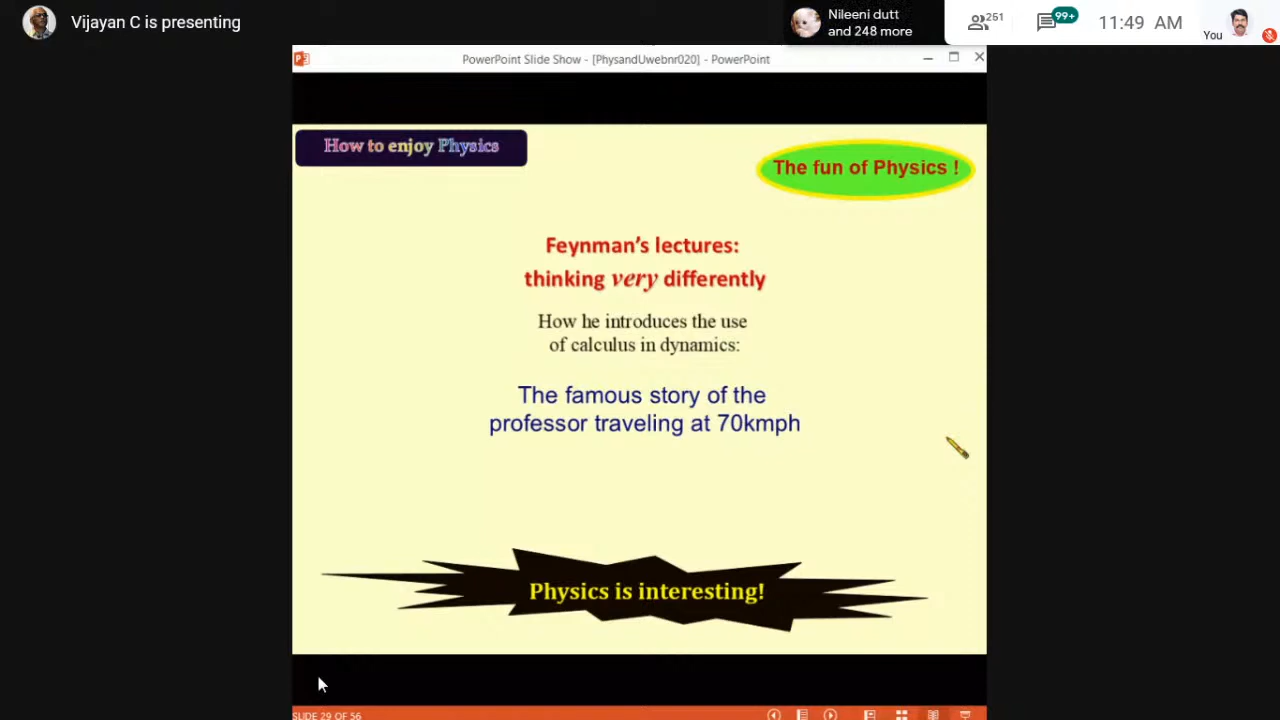 Vijayan C is presenting
Nileeni dutt
and 248 more
251
99+
11:49 AM
You
PowerPoint Slide Show - [PhysandUwebnr020] - PowerPoint
How to enjoy Physics
The fun of Physics !
Feynman's lectures:
thinking very differently
How he introduces the use
of calculus in dynamics:
The famous story of the
professor traveling at 70kmph
Physics is interesting!
SLIDE 29 OF 56